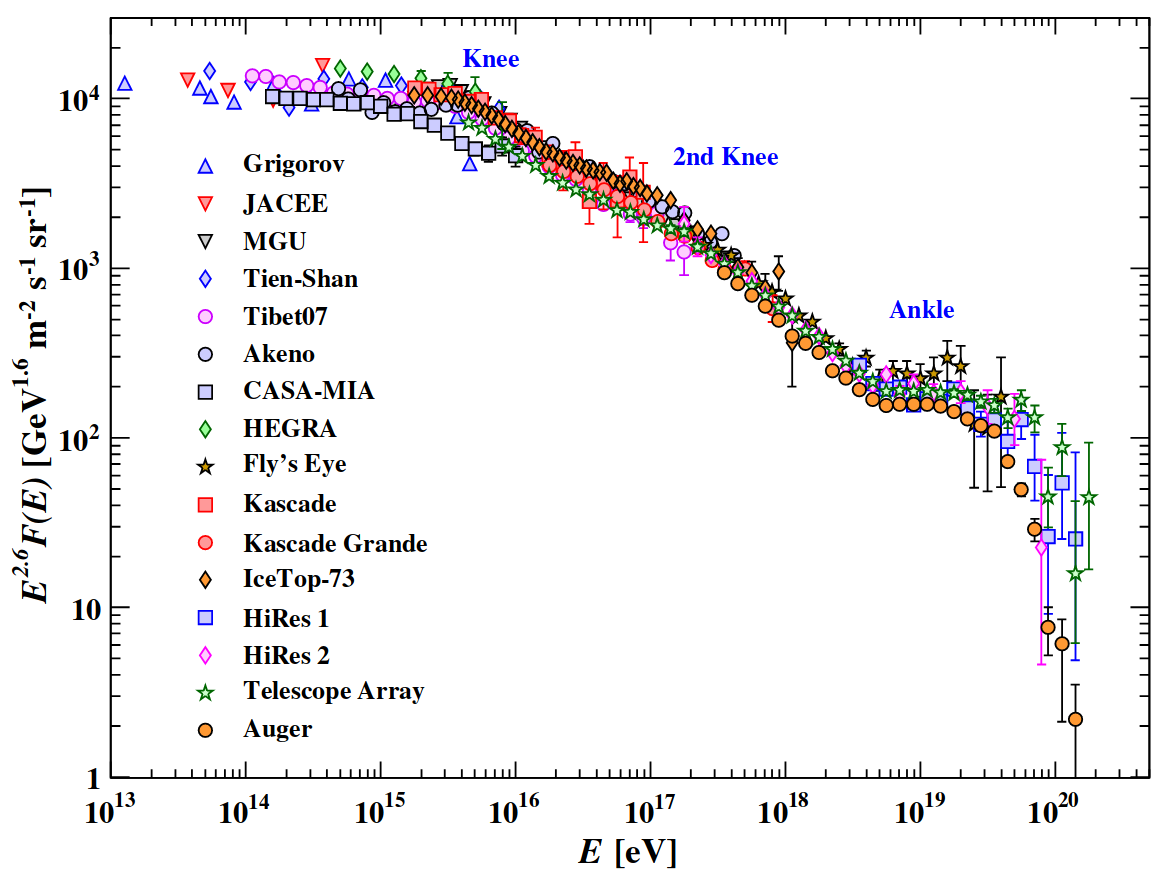 Knee
2nd Knee
Ankle
Grigorov
JACEE
MGU
Tien-Shan
Tibet07
Akeno
CASA-MIA
HEGRA
Fly's Eye
Kascade
Kascade Grande
IceTop-73
HiRes 1
HiRes 2
Telescope Array
Auger
E^2.6 F(E) [GeV^1.6 m^-2 s^-1 sr^-1]
10^4
10^3
10^2
10
1
10^13 10^14 10^15 10^16 10^17 10^18 10^19 10^20
E [eV]